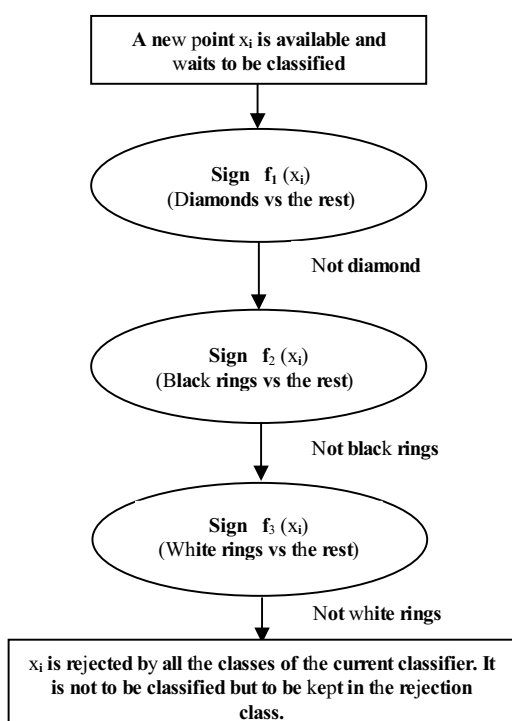 A new point xᵢ is available and
waits to be classified
Sign f₁ (xᵢ)
(Diamonds vs the rest)
Not diamond
Sign f₂ (xᵢ)
(Black rings vs the rest)
Not black rings
Sign f₃ (xᵢ)
(White rings vs the rest)
Not white rings
xᵢ is rejected by all the classes of the current classifier. It
is not to be classified but to be kept in the rejection
class.